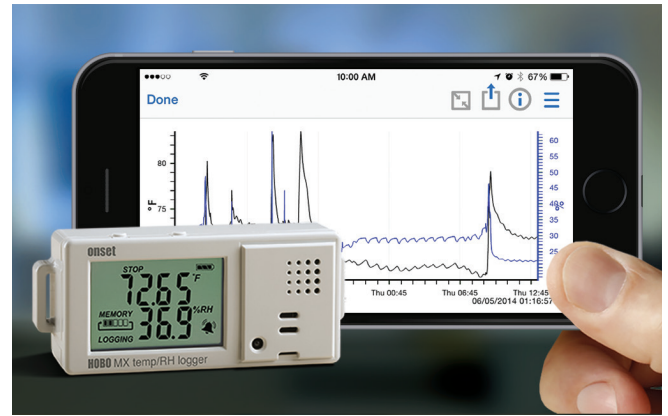 10:00 AM
67%
Done
°F
80
75
60
55
50
45
40
35
30
25
%
Thu 00:45
Thu 06:45
Thu 12:45
06/05/2014 01:16:57
onset
STOP
72.65 °F
MEMORY
36.9 %RH
LOGGING
HOBO MX temp/RH logger